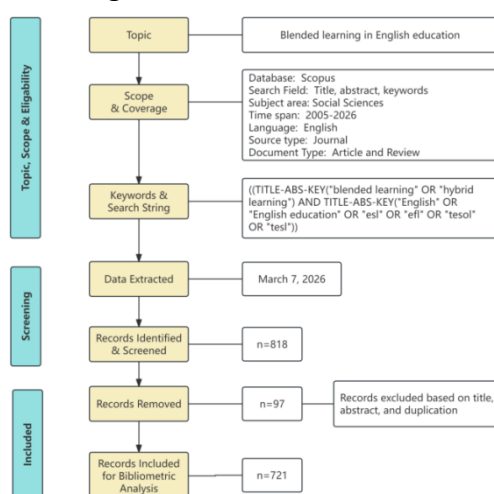 Topic, Scope & Eligability
Topic
Blended learning in English education
Scope
& Coverage
Database: Scopus
Search Field: Title, abstract, keywords
Subject area: Social Sciences
Time span: 2005-2026
Language: English
Source type: Journal
Document Type: Article and Review
Keywords &
Search String
((TITLE-ABS-KEY("blended learning" OR "hybrid
learning") AND TITLE-ABS-KEY("English" OR
"English education" OR "esl" OR "efl" OR "tesol"
OR "tesl"))
Screening
Data Extracted
March 7, 2026
Records Identified
& Screened
n=818
Included
Records Removed
n=97
Records excluded based on title,
abstract, and duplication
Records Included
for Bibliometric
Analysis
n=721